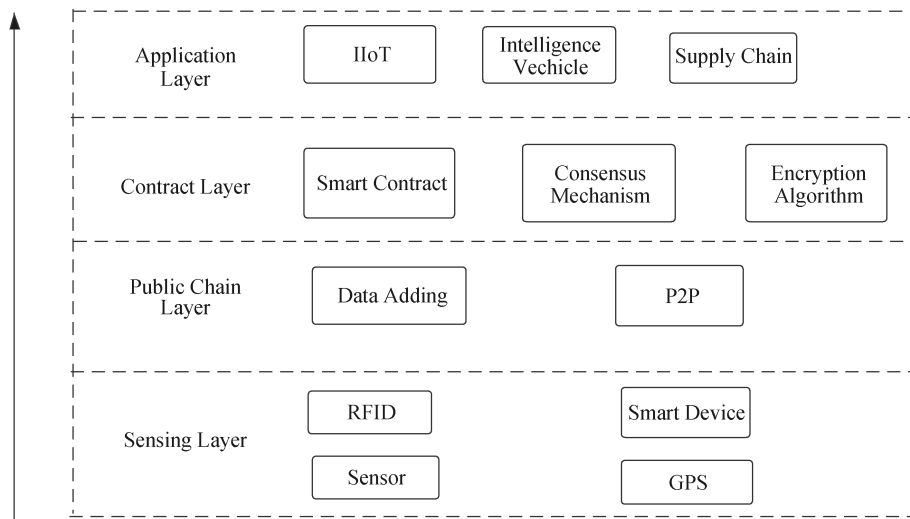 Application
Layer
IIoT
Intelligence
Vechicle
Supply Chain
Contract Layer
Smart Contract
Consensus
Mechanism
Encryption
Algorithm
Public Chain
Layer
Data Adding
P2P
Sensing Layer
RFID
Smart Device
Sensor
GPS